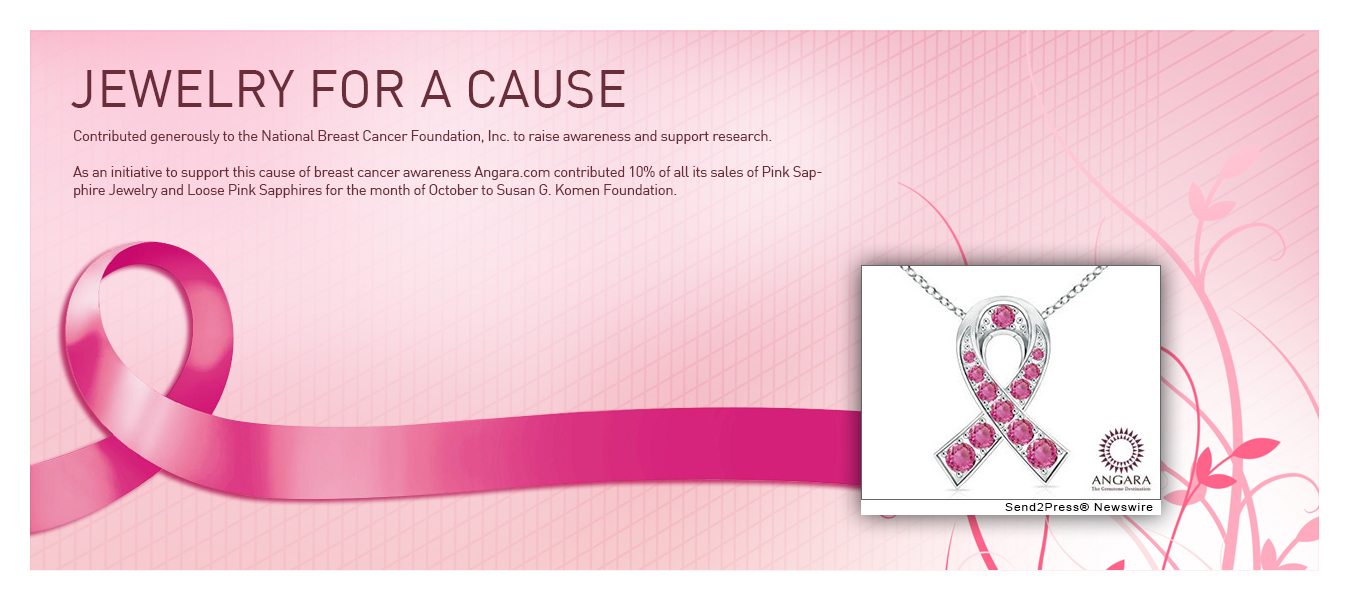 JEWELRY FOR A CAUSE
Contributed generously to the National Breast Cancer Foundation, Inc. to raise awareness and support research.
As an initiative to support this cause of breast cancer awareness Angara.com contributed 10% of all its sales of Pink Sap-
phire Jewelry and Loose Pink Sapphires for the month of October to Susan G. Komen Foundation.
ANGARA
The Gemstone Destination
Send2Press® Newswire